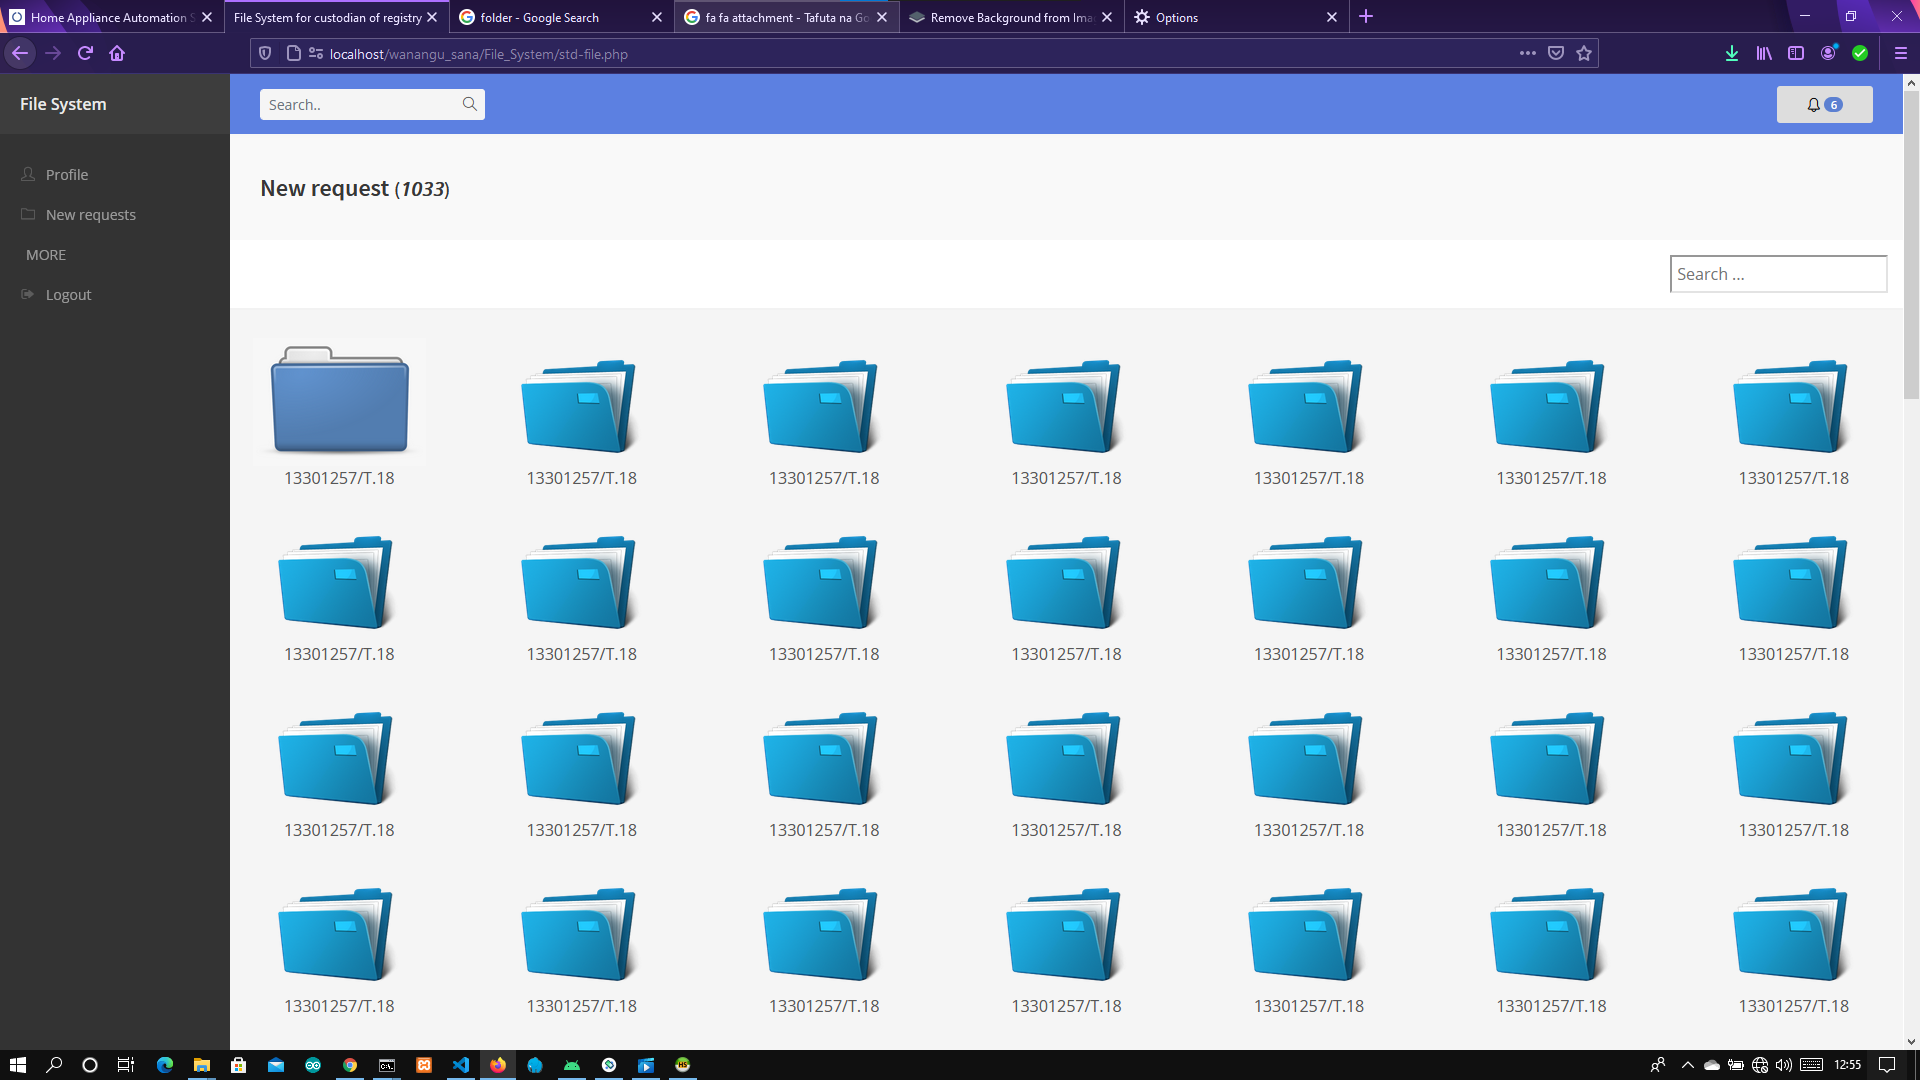 Home Appliance Automation S
File System for custodian of registry
folder - Google Search
fa fa attachment - Tafuta na Go
Remove Background from Ima
Options
localhost/wanangu_sana/File_System/std-file.php
File System
Search..
6
Profile
New requests
MORE
Logout
New request (1033)
Search ...
13301257/T.18 13301257/T.18 13301257/T.18 13301257/T.18 13301257/T.18 13301257/T.18 13301257/T.18
13301257/T.18 13301257/T.18 13301257/T.18 13301257/T.18 13301257/T.18 13301257/T.18 13301257/T.18
13301257/T.18 13301257/T.18 13301257/T.18 13301257/T.18 13301257/T.18 13301257/T.18 13301257/T.18
13301257/T.18 13301257/T.18 13301257/T.18 13301257/T.18 13301257/T.18 13301257/T.18 13301257/T.18
12:55